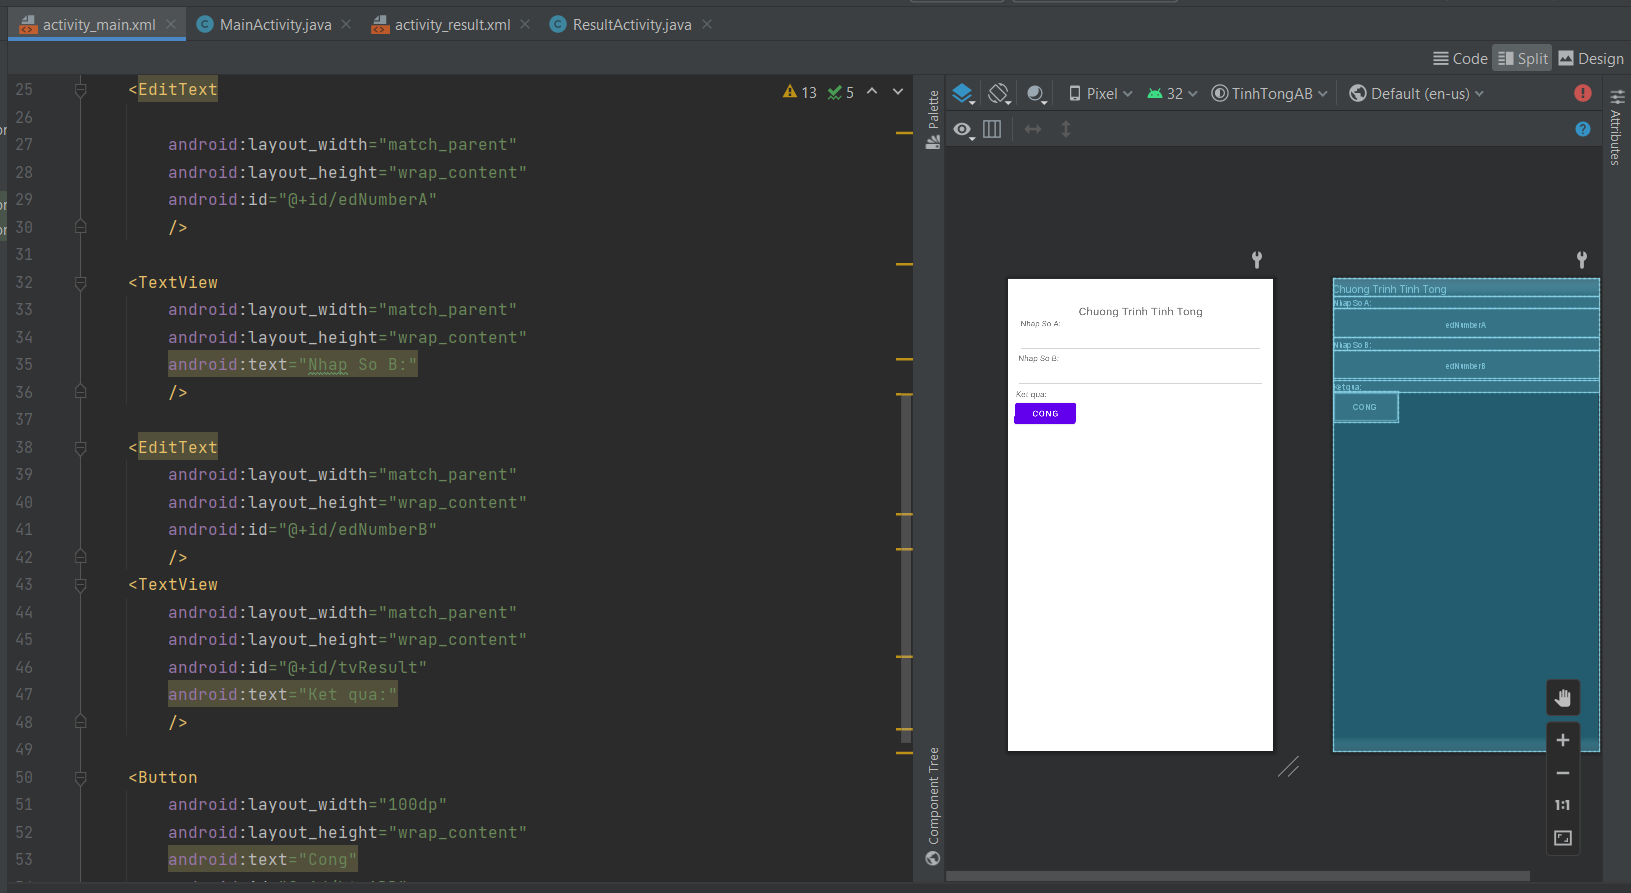 activity_main.xml
MainActivity.java
activity_result.xml
ResultActivity.java
Code
Split
Design
25 <EditText
13
5
26
27 android:layout_width="match_parent"
28 android:layout_height="wrap_content"
29 android:id="@+id/edNumberA"
30 />
31
32 <TextView
33 android:layout_width="match_parent"
34 android:layout_height="wrap_content"
35 android:text="Nhap So B:"
36 />
37
38 <EditText
39 android:layout_width="match_parent"
40 android:layout_height="wrap_content"
41 android:id="@+id/edNumberB"
42 />
43 <TextView
44 android:layout_width="match_parent"
45 android:layout_height="wrap_content"
46 android:id="@+id/tvResult"
47 android:text="Ket qua:"
48 />
49
50 <Button
51 android:layout_width="100dp"
52 android:layout_height="wrap_content"
53 android:text="Cong"
Palette
Component Tree
Pixel
32
TinhTongAB
Default (en-us)
Attributes
Chuong Trinh Tinh Tong
Nhap So A:
Nhap So B:
Ket qua:
CONG
Chuong Trinh Tinh Tong
Nhap So A:
edNumberA
Nhap So B:
edNumberB
Ket qua:
CONG
1:1